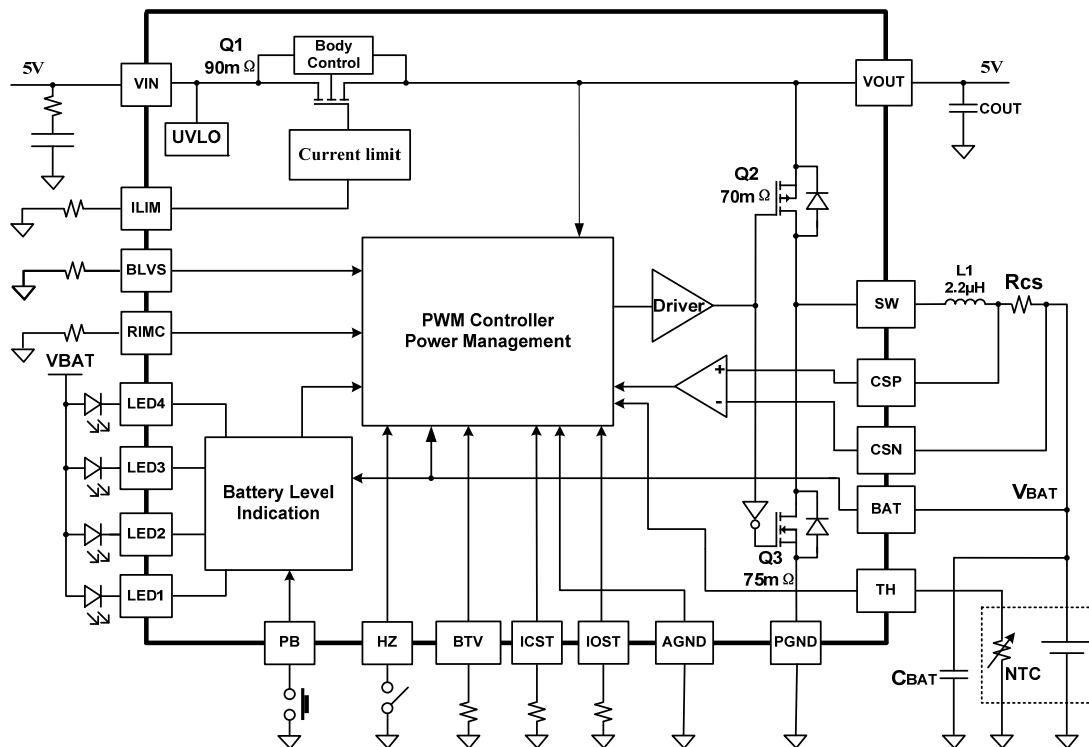 Q1
90mΩ
Body
Control
5V
VIN
VOUT
5V
COUT
UVLO
Current limit
Q2
70mΩ
ILIM
BLVS
L1
2.2µH
Rcs
PWM Controller
Power Management
Driver
SW
RIMC
VBAT
+
-
CSP
LED4
CSN
LED3
Battery Level
Indication
VBAT
BAT
LED2
Q3
75mΩ
TH
LED1
PB
HZ
BTV
ICST
IOST
AGND
PGND
CBAT
NTC